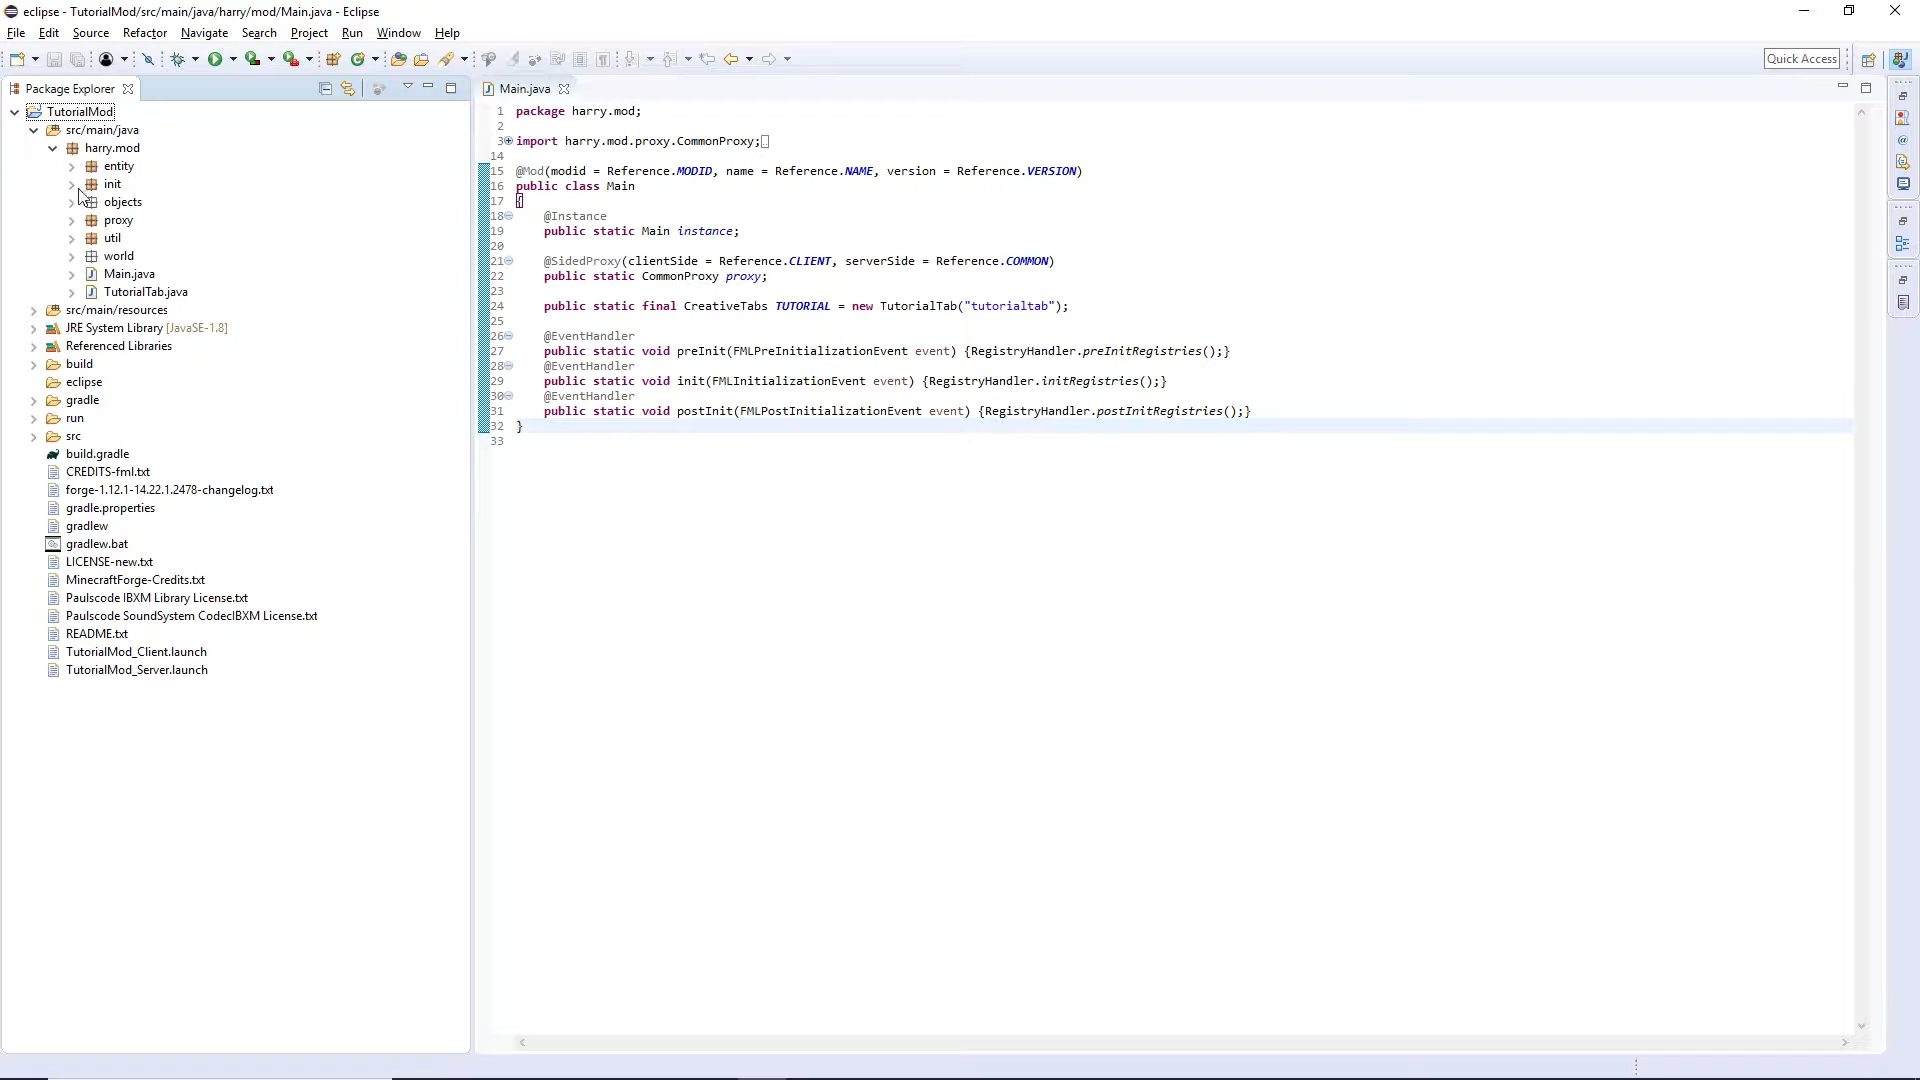 eclipse - TutorialMod/src/main/java/harry/mod/Main.java - Eclipse
File Edit Source Refactor Navigate Search Project Run Window Help
Quick Access
Package Explorer
TutorialMod
src/main/java
harry.mod
entity
init
objects
proxy
util
world
Main.java
TutorialTab.java
src/main/resources
JRE System Library [JavaSE-1.8]
Referenced Libraries
build
eclipse
gradle
run
src
build.gradle
CREDITS-fml.txt
forge-1.12.1-14.22.1.2478-changelog.txt
gradle.properties
gradlew
gradlew.bat
LICENSE-new.txt
MinecraftForge-Credits.txt
Paulscode IBXM Library License.txt
Paulscode SoundSystem CodecIBXM License.txt
README.txt
TutorialMod_Client.launch
TutorialMod_Server.launch
Main.java
1 package harry.mod;
2
3 import harry.mod.proxy.CommonProxy;
14
15 @Mod(modid = Reference.MODID, name = Reference.NAME, version = Reference.VERSION)
16 public class Main
17 {
18 @Instance
19 public static Main instance;
20
21 @SidedProxy(clientSide = Reference.CLIENT, serverSide = Reference.COMMON)
22 public static CommonProxy proxy;
23
24 public static final CreativeTabs TUTORIAL = new TutorialTab("tutorialtab");
25
26 @EventHandler
27 public static void preInit(FMLPreInitializationEvent event) {RegistryHandler.preInitRegistries();}
28 @EventHandler
29 public static void init(FMLInitializationEvent event) {RegistryHandler.initRegistries();}
30 @EventHandler
31 public static void postInit(FMLPostInitializationEvent event) {RegistryHandler.postInitRegistries();}
32 }
33